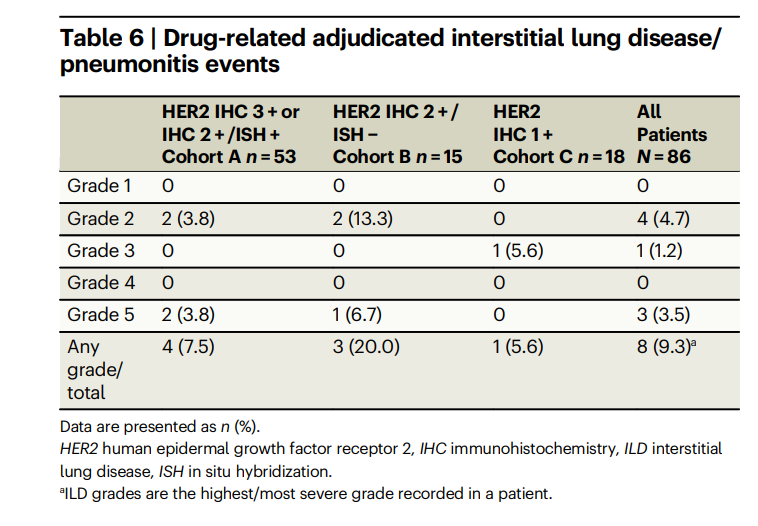 Table 6 | Drug-related adjudicated interstitial lung disease/
pneumonitis events
HER2 IHC 3 + or IHC 2 + /ISH + Cohort A n = 53 HER2 IHC 2 + / ISH − Cohort B n = 15 HER2 IHC 1 + Cohort C n = 18 All Patients N = 86
Grade 1 0 0 0 0
Grade 2 2 (3.8) 2 (13.3) 0 4 (4.7)
Grade 3 0 0 1 (5.6) 1 (1.2)
Grade 4 0 0 0 0
Grade 5 2 (3.8) 1 (6.7) 0 3 (3.5)
Any grade/ total 4 (7.5) 3 (20.0) 1 (5.6) 8 (9.3)ᵃ
Data are presented as n (%).
HER2 human epidermal growth factor receptor 2, IHC immunohistochemistry, ILD interstitial
lung disease, ISH in situ hybridization.
ᵃILD grades are the highest/most severe grade recorded in a patient.